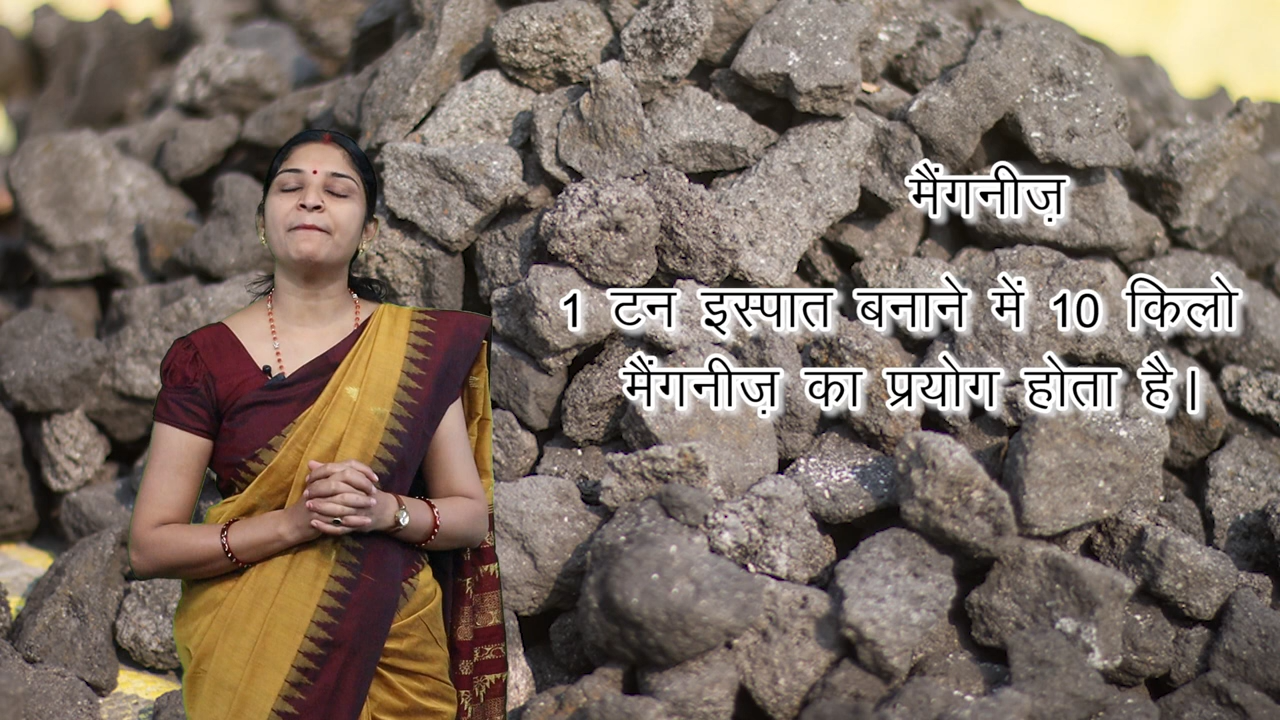 मैंगनीज़
1 टन इस्पात बनाने में 10 किलो
मैंगनीज़ का प्रयोग होता है।